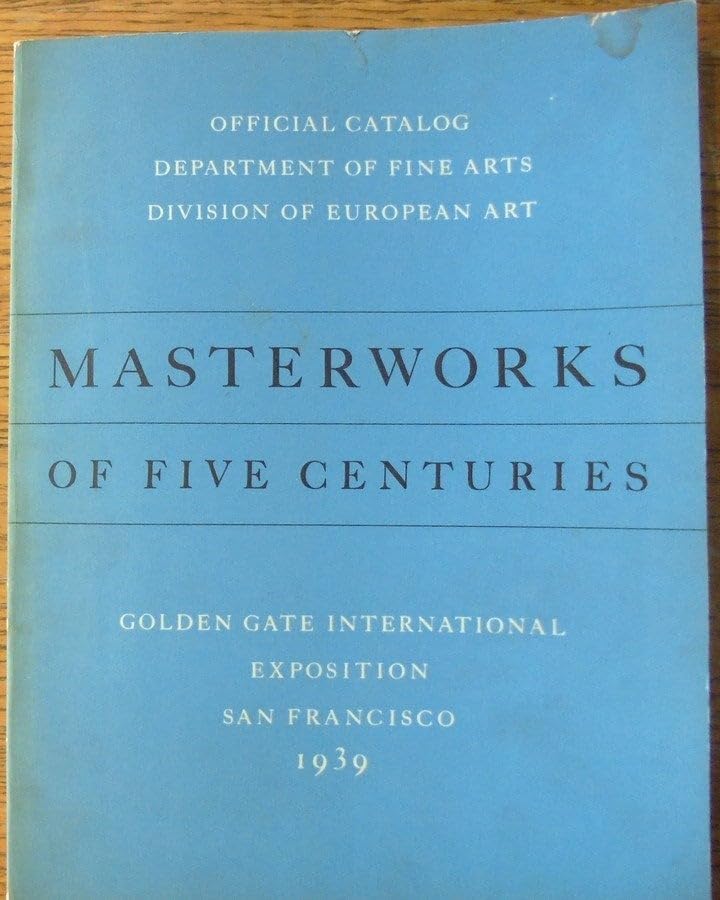 OFFICIAL CATALOG
DEPARTMENT OF FINE ARTS
DIVISION OF EUROPEAN ART
MASTERWORKS
OF FIVE CENTURIES
GOLDEN GATE INTERNATIONAL
EXPOSITION
SAN FRANCISCO
1939